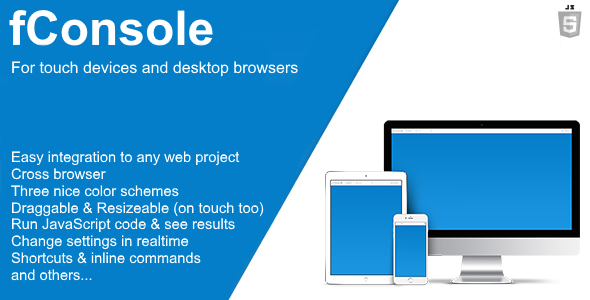 fConsole
JS
5
For touch devices and desktop browsers
Easy integration to any web project
Cross browser
Three nice color schemes
Draggable & Resizeable (on touch too)
Run JavaScript code & see results
Change settings in realtime
Shortcuts & inline commands
and others...